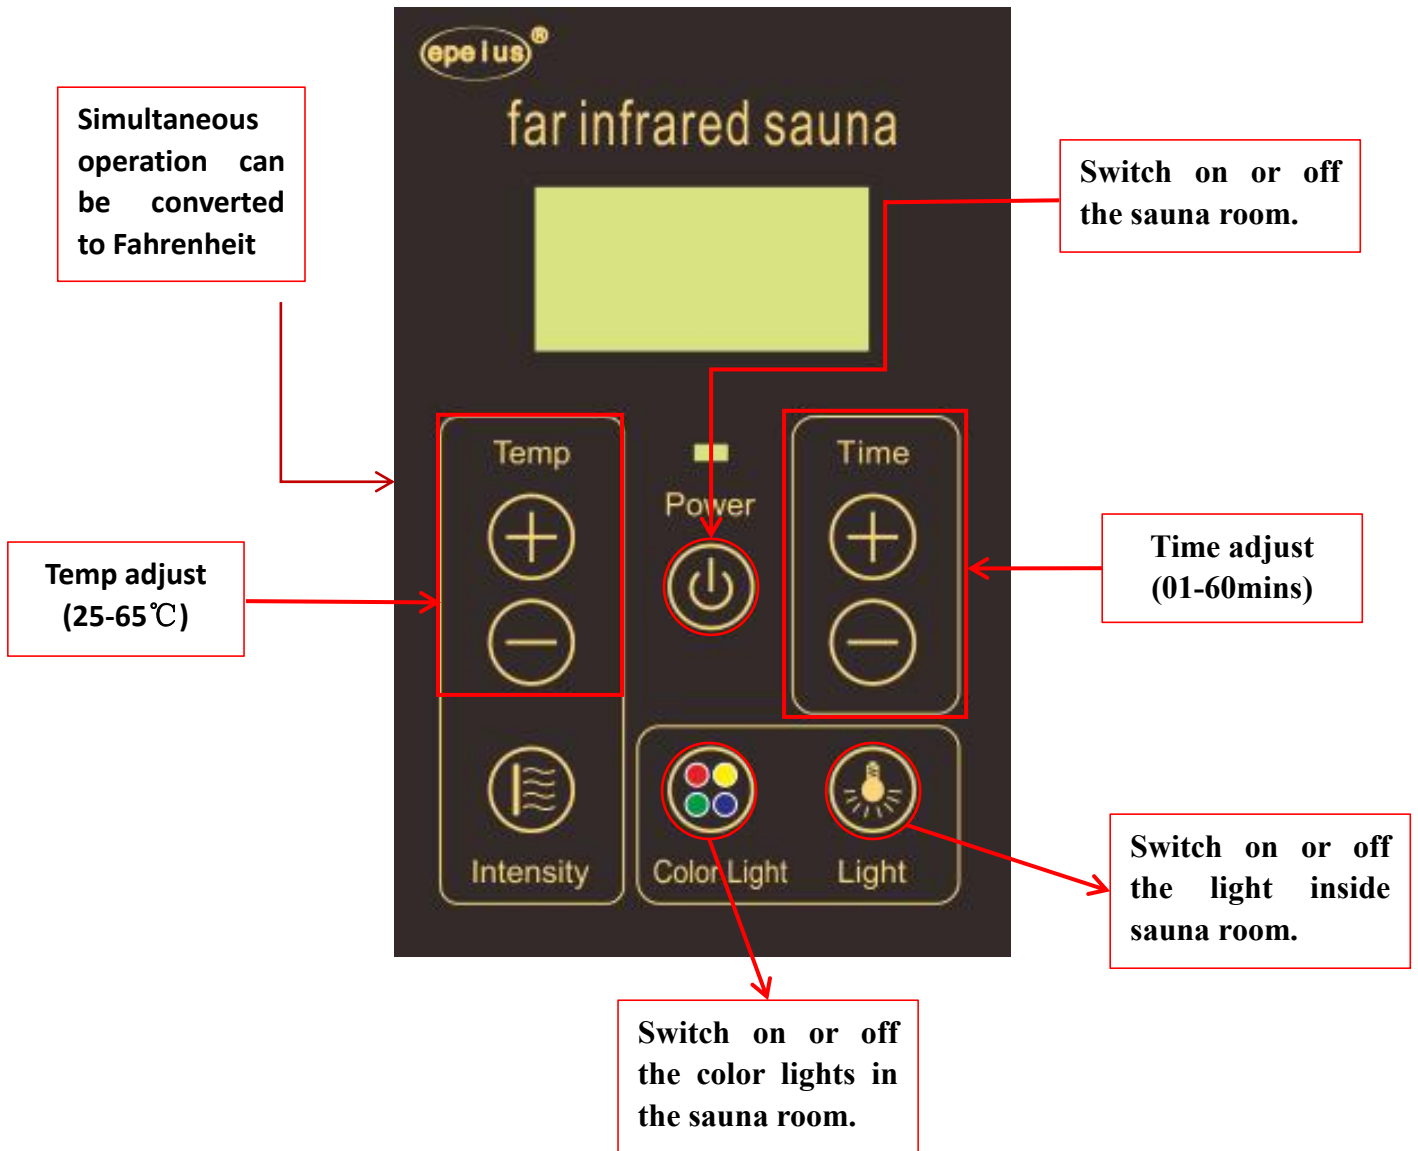 epelus®
far infrared sauna
Simultaneous
operation can
be converted
to Fahrenheit
Switch on or off
the sauna room.
Temp
Power
Time
Temp adjust
(25-65℃)
Time adjust
(01-60mins)
Intensity
Color Light
Light
Switch on or off
the light inside
sauna room.
Switch on or off
the color lights in
the sauna room.